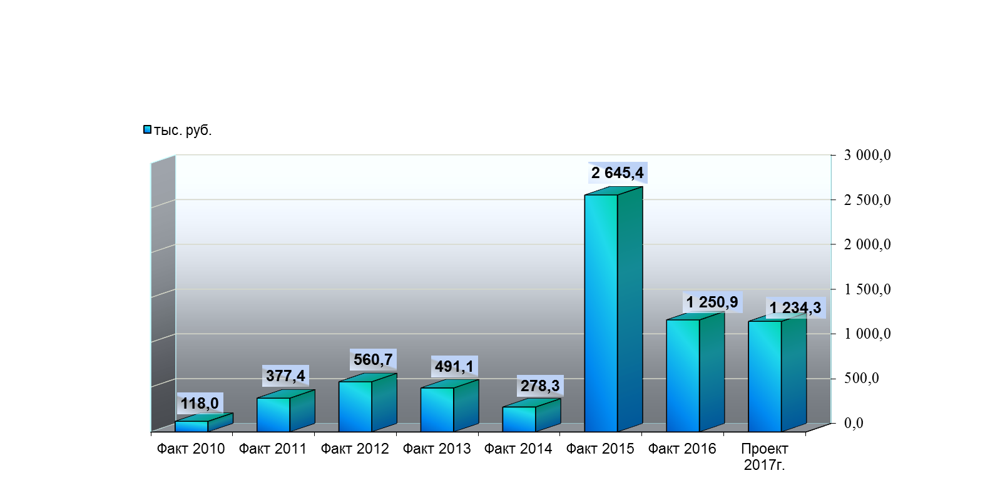 тыс. руб.
3 000,0
2 500,0
2 000,0
1 500,0
1 000,0
500,0
0,0
118,0
377,4
560,7
491,1
278,3
2 645,4
1 250,9
1 234,3
Факт 2010
Факт 2011
Факт 2012
Факт 2013
Факт 2014
Факт 2015
Факт 2016
Проект
2017г.